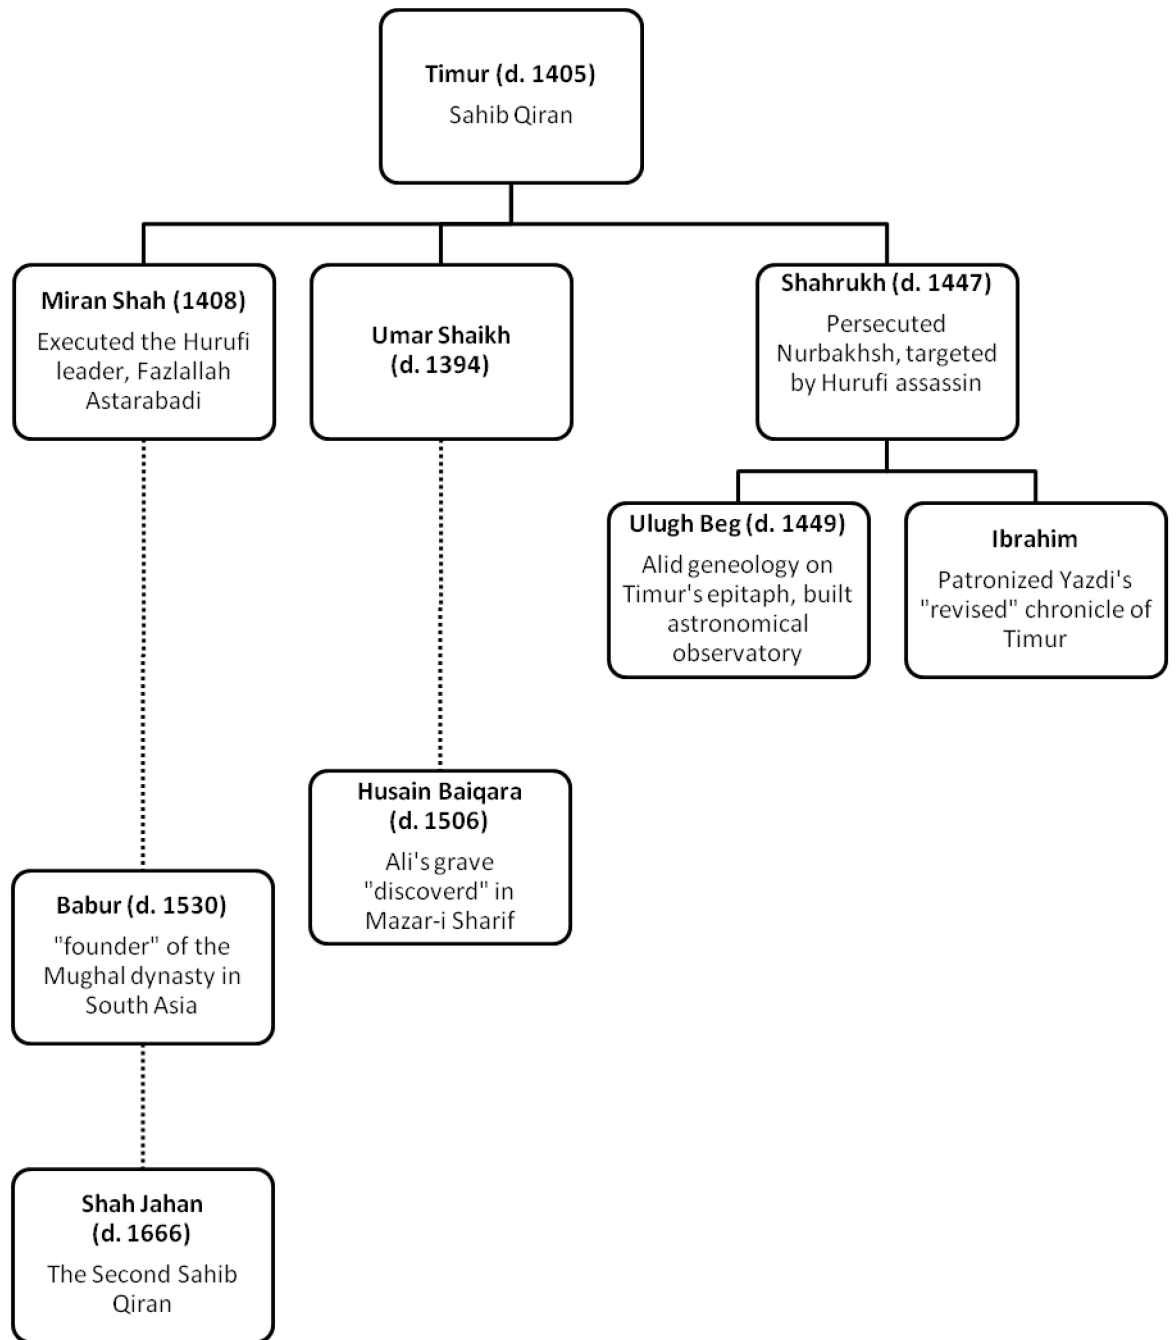 Timur (d. 1405)
Sahib Qiran
Miran Shah (1408)
Executed the Hurufi
leader, Fazlallah
Astarabadi
Umar Shaikh
(d. 1394)
Shahrukh (d. 1447)
Persecuted
Nurbakhsh, targeted
by Hurufi assassin
Ulugh Beg (d. 1449)
Alid geneology on
Timur's epitaph, built
astronomical
observatory
Ibrahim
Patronized Yazdi's
"revised" chronicle of
Timur
Husain Baiqara
(d. 1506)
Ali's grave
"discoverd" in
Mazar-i Sharif
Babur (d. 1530)
"founder" of the
Mughal dynasty in
South Asia
Shah Jahan
(d. 1666)
The Second Sahib
Qiran